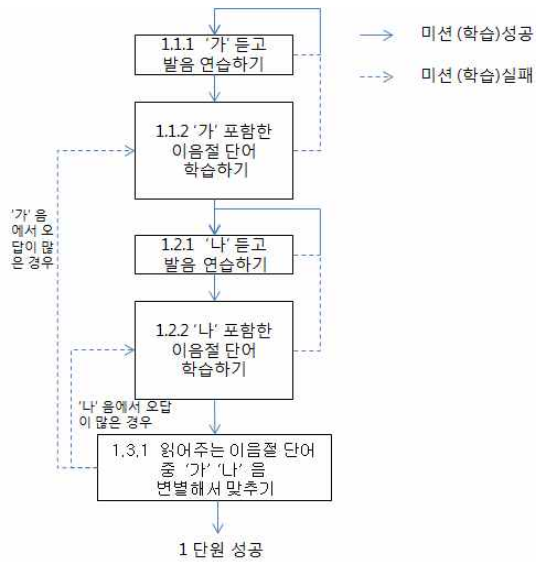 1.1.1 '가' 듣고
발음 연습하기
미션 (학습)성공
미션 (학습)실패
1.1.2 '가' 포함한
이음절 단어
학습하기
'가' 음
에서 오
답이 많
은 경우
1.2.1 '나' 듣고
발음 연습하기
1.2.2 '나' 포함한
이음절 단어
학습하기
'나' 음에서 오답
이 많은 경우
1.3.1 읽어주는 이음절 단어
중 '가' '나' 음
변별해서 맞추기
1 단원 성공